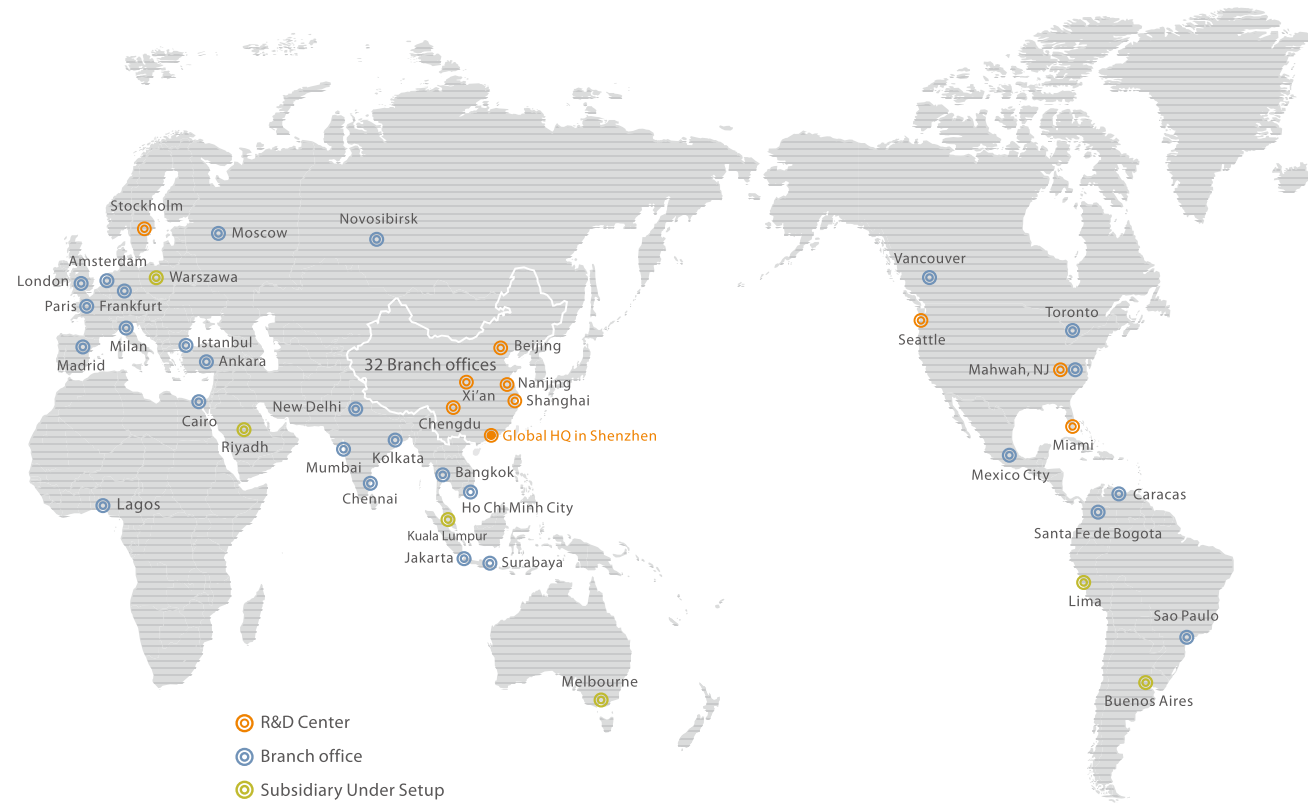 Stockholm
Novosibirsk
Moscow
Amsterdam
London
Warszawa
Paris
Frankfurt
Milan
Istanbul
Madrid
Ankara
32 Branch offices
Beijing
Nanjing
Xi'an
Shanghai
Cairo
New Delhi
Chengdu
Riyadh
Global HQ in Shenzhen
Mumbai
Kolkata
Chennai
Bangkok
Lagos
Ho Chi Minh City
Kuala Lumpur
Jakarta
Surabaya
Melbourne
Vancouver
Toronto
Seattle
Mahwah, NJ
Miami
Mexico City
Caracas
Santa Fe de Bogota
Lima
Sao Paulo
Buenos Aires
R&D Center
Branch office
Subsidiary Under Setup